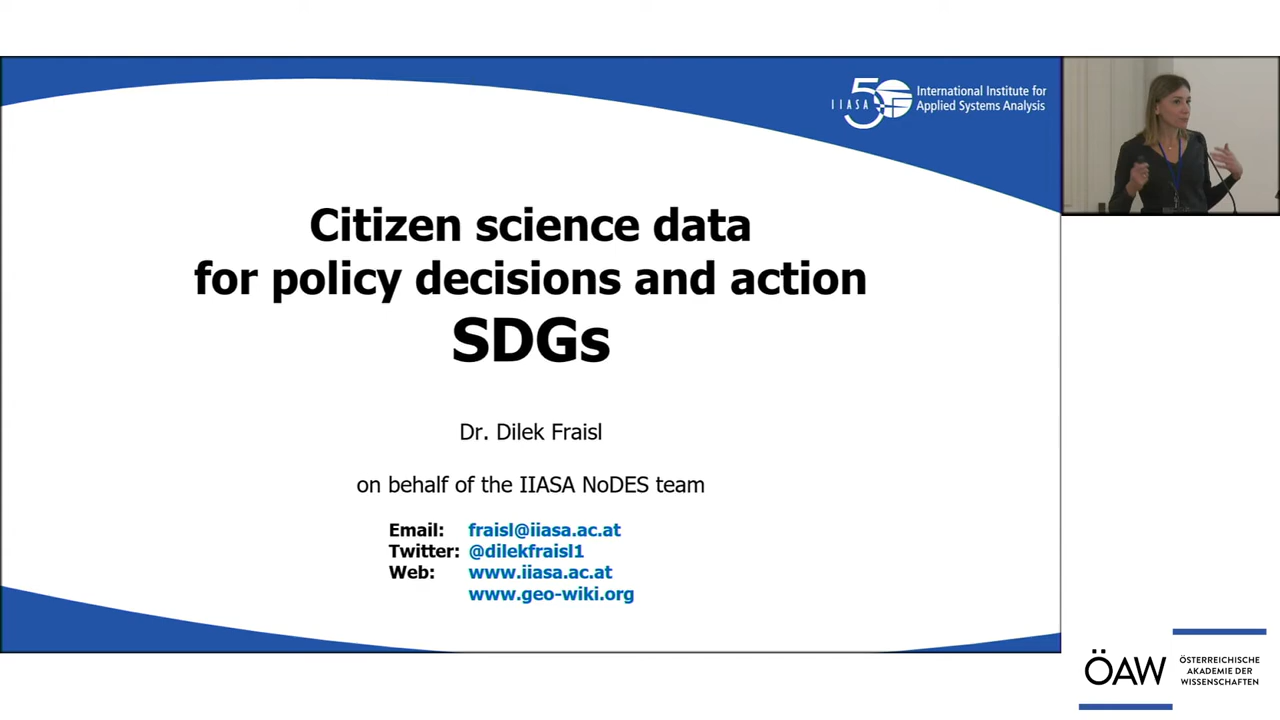 IIASA 50
International Institute for
Applied Systems Analysis
Citizen science data
for policy decisions and action
SDGs
Dr. Dilek Fraisl
on behalf of the IIASA NoDES team
Email: fraisl@iiasa.ac.at
Twitter: @dilekfraisl1
Web: www.iiasa.ac.at
www.geo-wiki.org
ÖAW
ÖSTERREICHISCHE
AKADEMIE DER
WISSENSCHAFTEN